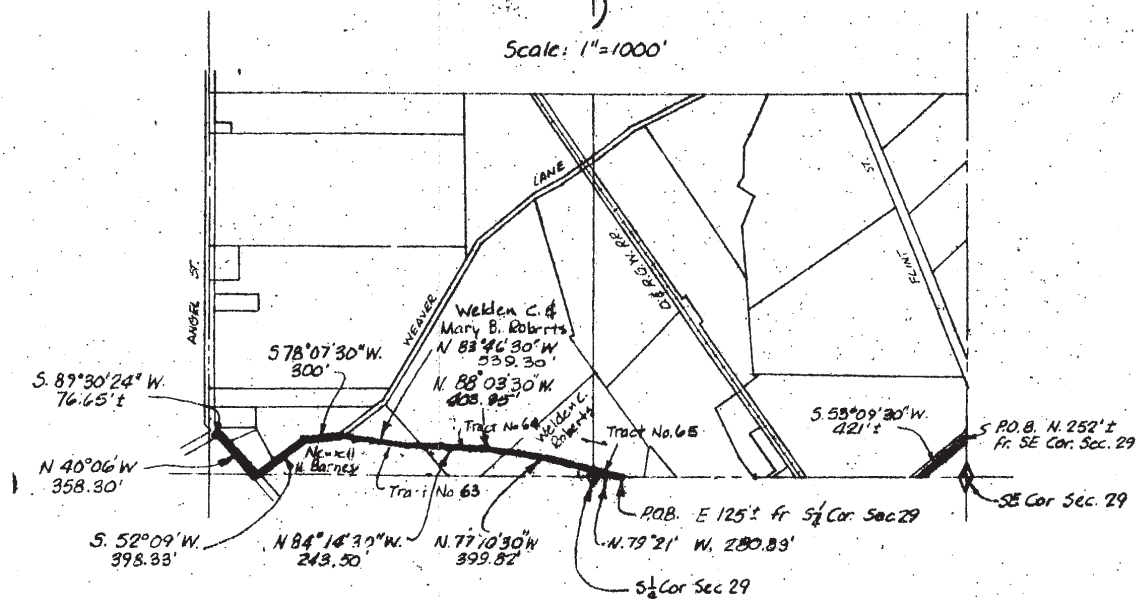 Scale: 1"=1000'
LANE
ST.
D.& R.G.W. RR.
FLINT
ANGEL ST.
WEAVER
Welden C. &
Mary B. Roberts
N 83°46'30" W
539.30'
N. 88°03'30" W.
S 78°07'30" W.
300'
S. 89°30'24" W.
76.65'±
S. 53°09'30" W.
421'±
P.O.B. N. 252'±
Fr. SE Cor. Sec. 29
Tract No 64
Welden C.
Roberts
Tract No. 65
Newell
H Barney
N 40°06' W
358.30'
Tract No 63
SE Cor Sec. 29
P.O.B. E 125'± fr S¼ Cor. Sec 29
S. 52°09' W.
398.33'
N 84°14'30" W.
243.50'
N. 77°10'30" W
399.82'
N. 79°21' W, 280.89'
S¼ Cor Sec 29